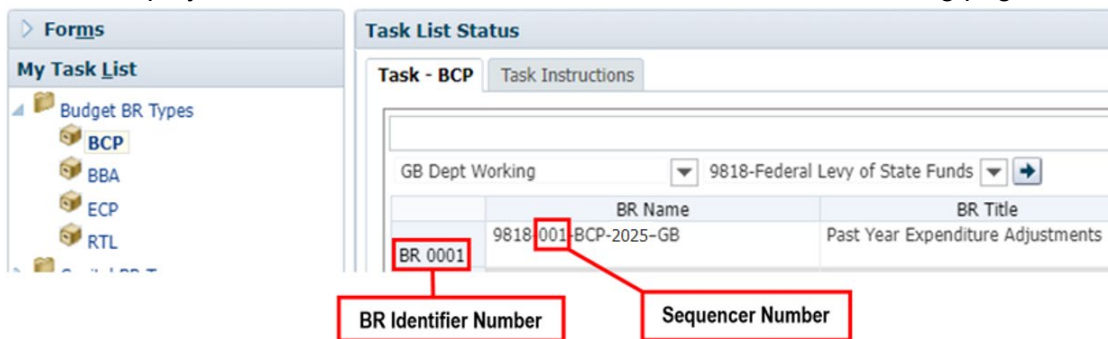 Forms
My Task List
Budget BR Types
BCP
BBA
ECP
RTL
Task List Status
Task - BCP Task Instructions
GB Dept Working 9818-Federal Levy of State Funds
BR Name BR Title
BR 0001 9818-001-BCP-2025-GB Past Year Expenditure Adjustments
BR Identifier Number Sequencer Number